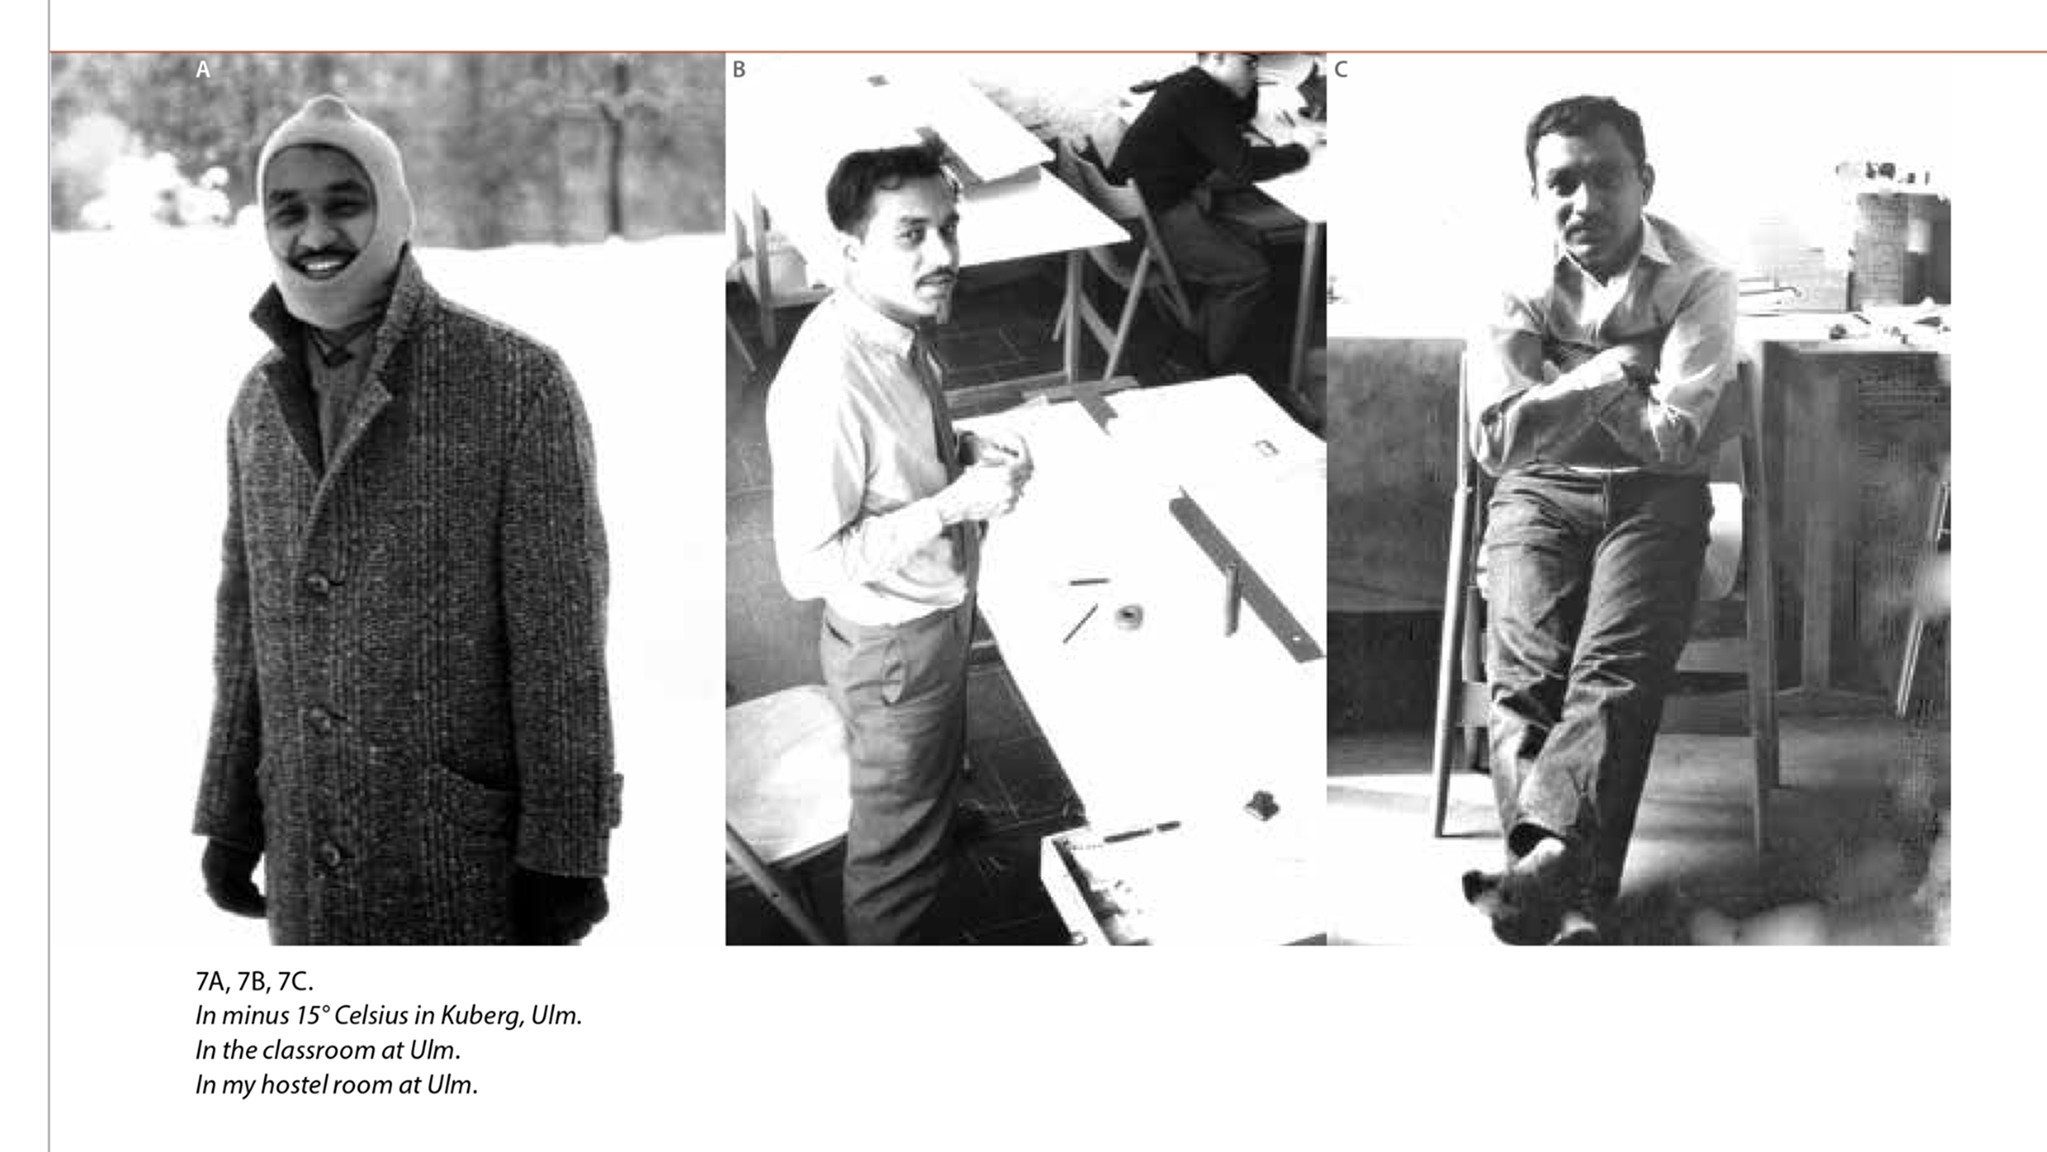 A
B
C
7A, 7B, 7C.
In minus 15° Celsius in Kuberg, Ulm.
In the classroom at Ulm.
In my hostel room at Ulm.